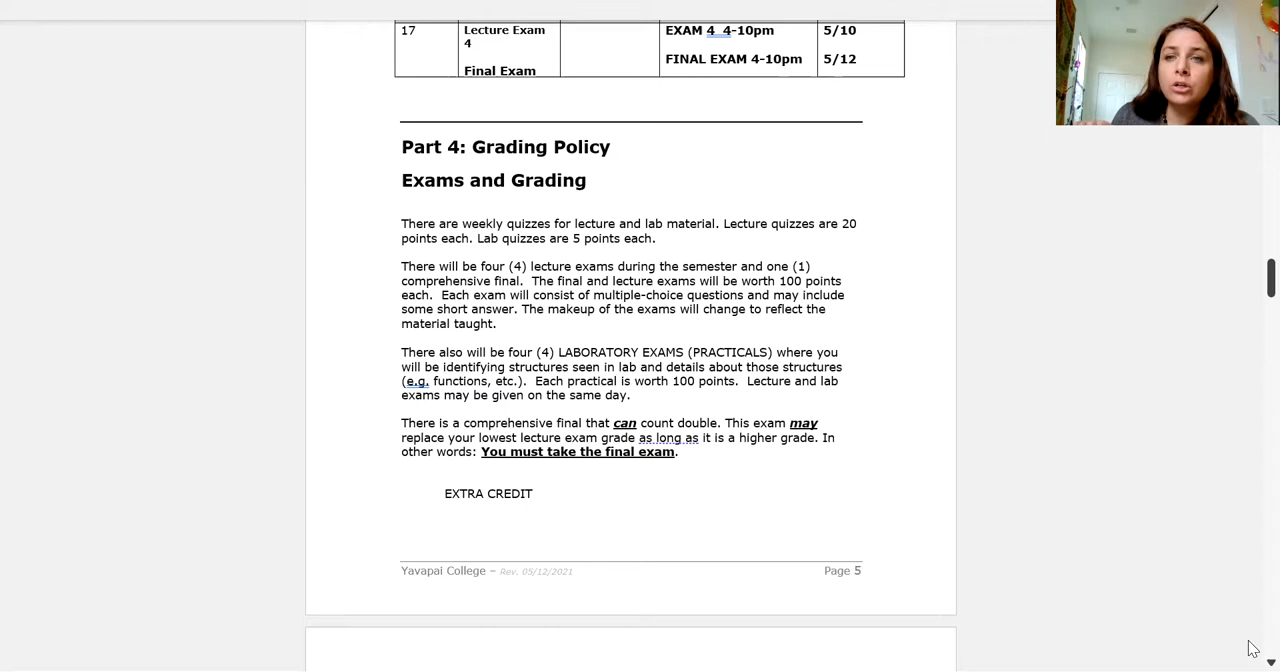 17
Lecture Exam
4
Final Exam
EXAM 4  4-10pm
FINAL EXAM 4-10pm
5/10
5/12
Part 4: Grading Policy
Exams and Grading
There are weekly quizzes for lecture and lab material. Lecture quizzes are 20
points each. Lab quizzes are 5 points each.
There will be four (4) lecture exams during the semester and one (1)
comprehensive final.  The final and lecture exams will be worth 100 points
each.  Each exam will consist of multiple-choice questions and may include
some short answer. The makeup of the exams will change to reflect the
material taught.
There also will be four (4) LABORATORY EXAMS (PRACTICALS) where you
will be identifying structures seen in lab and details about those structures
(e.g. functions, etc.).  Each practical is worth 100 points.  Lecture and lab
exams may be given on the same day.
There is a comprehensive final that can count double. This exam may
replace your lowest lecture exam grade as long as it is a higher grade. In
other words: You must take the final exam.
EXTRA CREDIT
Yavapai College – Rev. 05/12/2021
Page 5